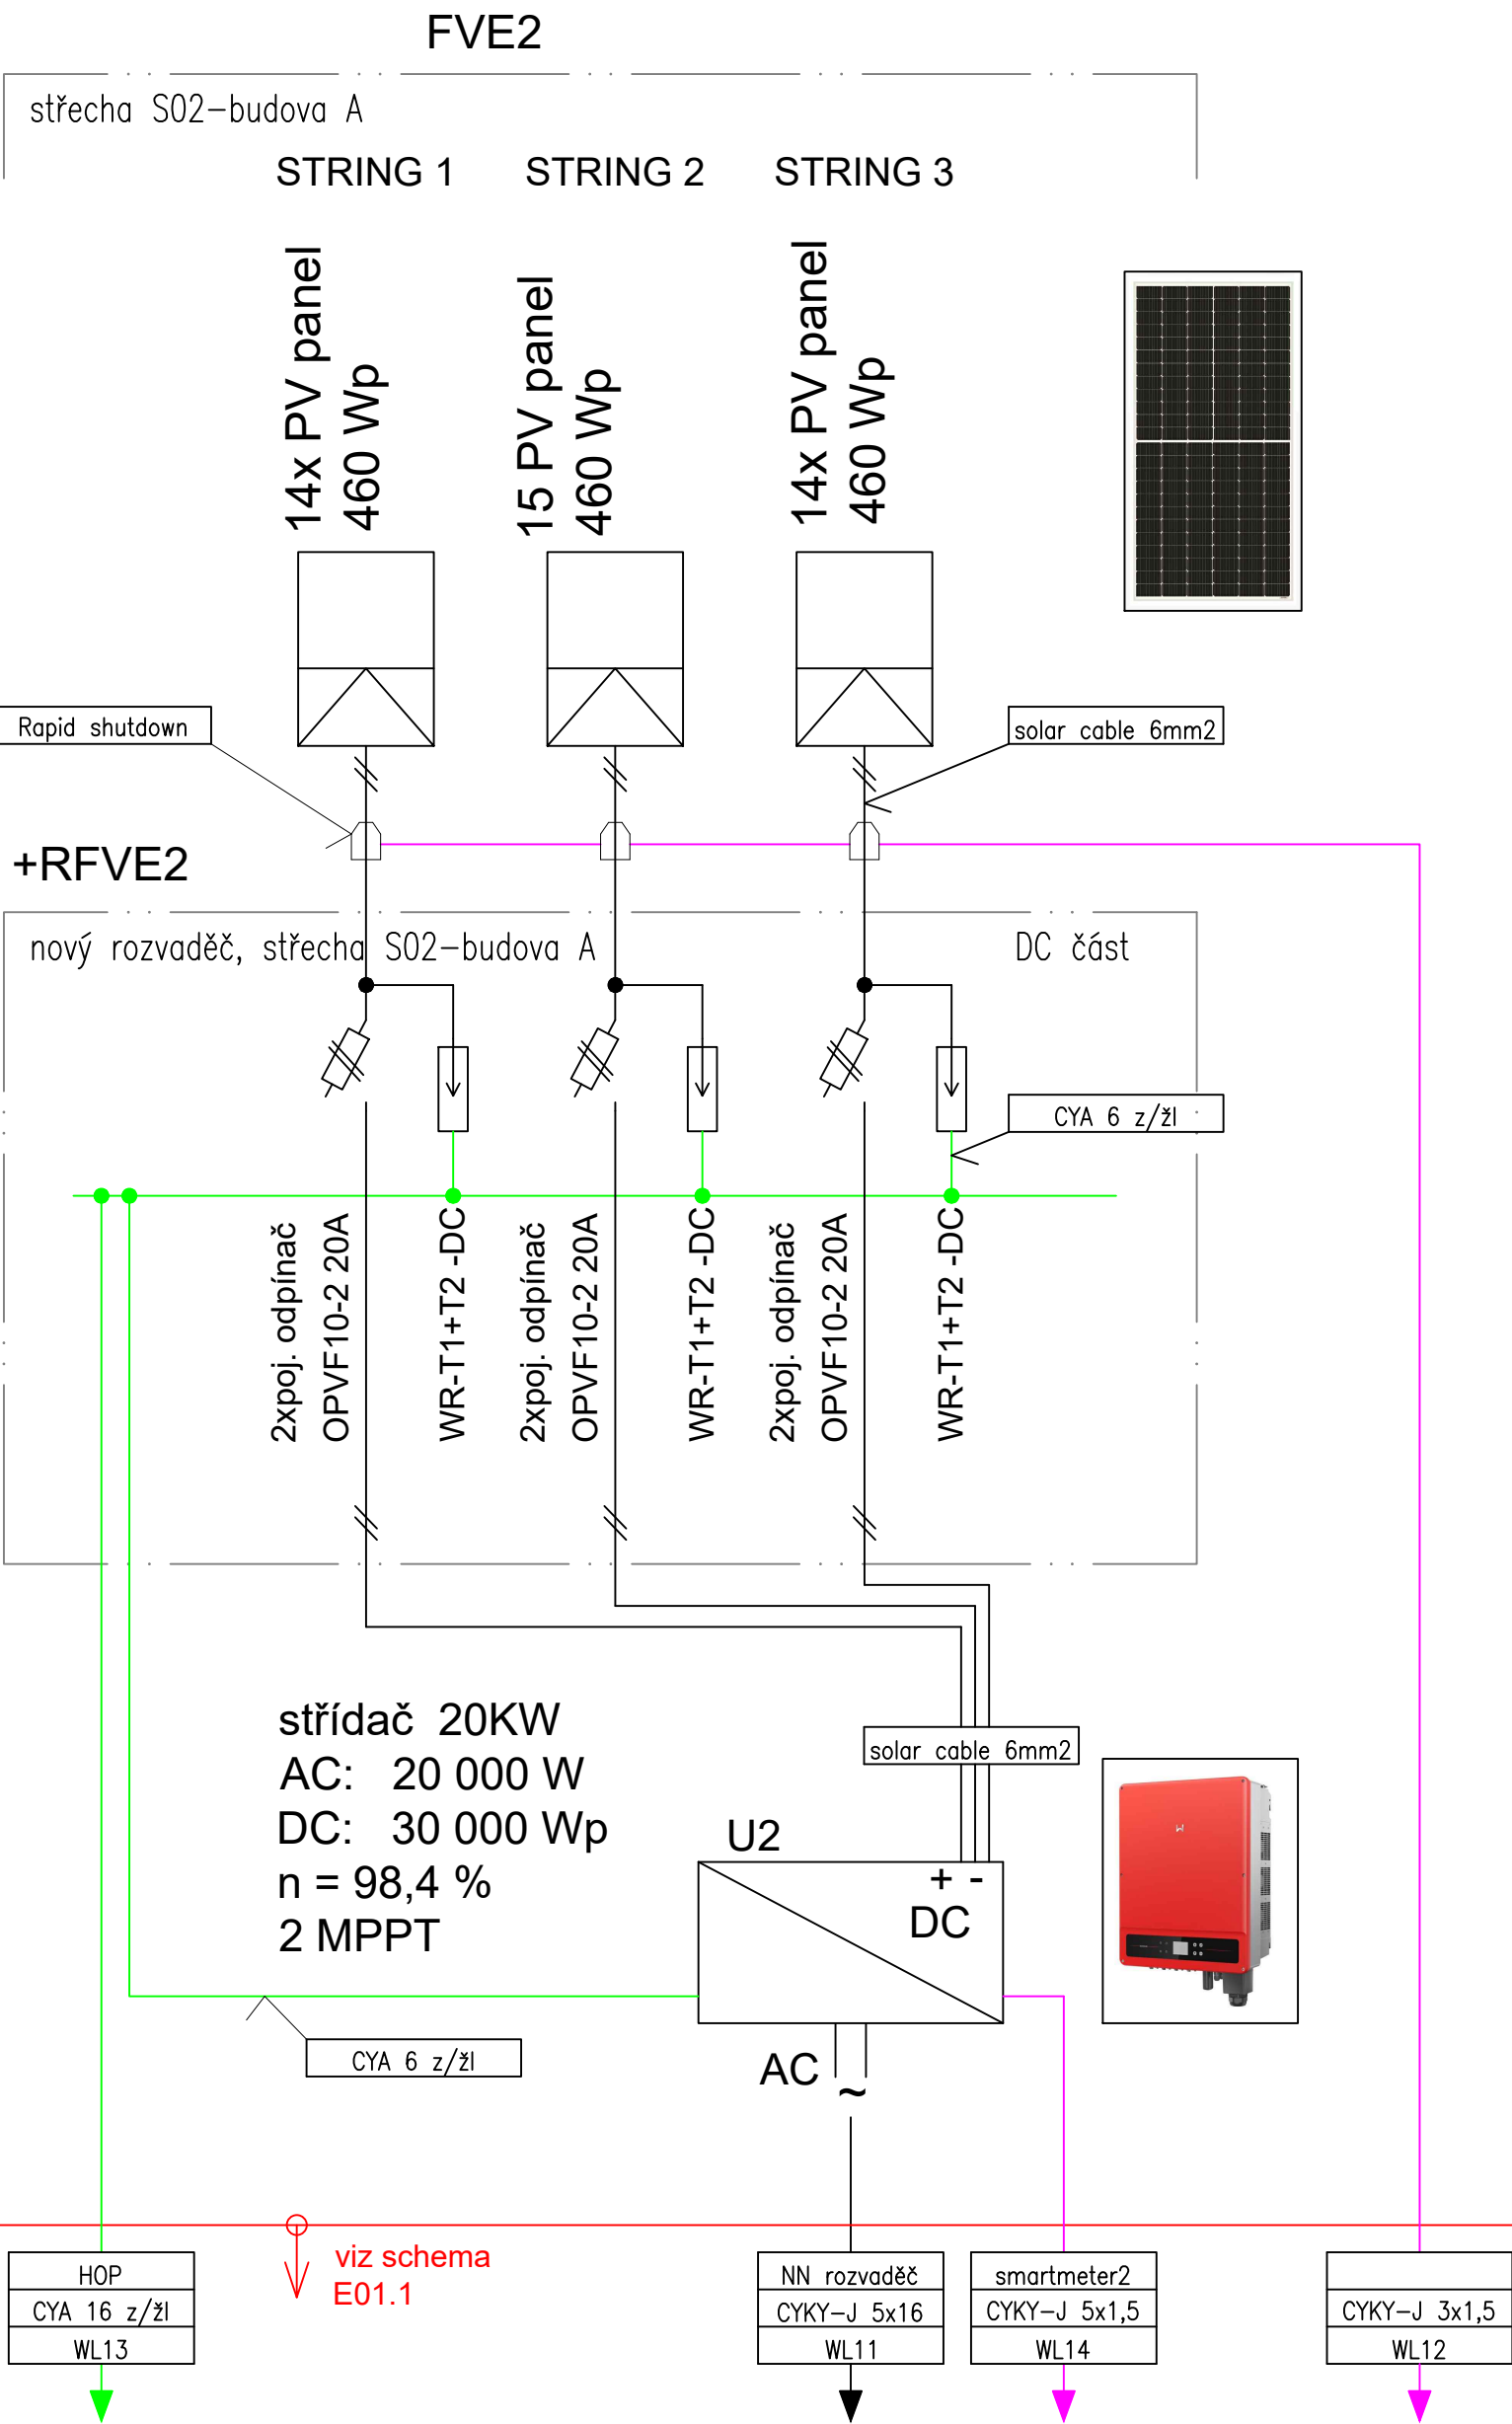 FVE2
střecha SO2-budova A
STRING 1
STRING 2
STRING 3
14x PV panel
460 Wp
15 PV panel
460 Wp
14x PV panel
460 Wp
Rapid shutdown
solar cable 6mm2
+RFVE2
nový rozvaděč, střecha SO2-budova A
DC část
CYA 6 z/žl
2xpoj. odpínač
OPVF10-2 20A
WR-T1+T2 -DC
2xpoj. odpínač
OPVF10-2 20A
WR-T1+T2 -DC
2xpoj. odpínač
OPVF10-2 20A
WR-T1+T2 -DC
střídač 20KW
AC: 20 000 W
DC: 30 000 Wp
n = 98,4 %
2 MPPT
solar cable 6mm2
U2
+ -
DC
CYA 6 z/žl
AC
~
viz schema
E01.1
HOP
CYA 16 z/žl
WL13
NN rozvaděč
CYKY-J 5x16
WL11
smartmeter2
CYKY-J 5x1,5
WL14
CYKY-J 3x1,5
WL12